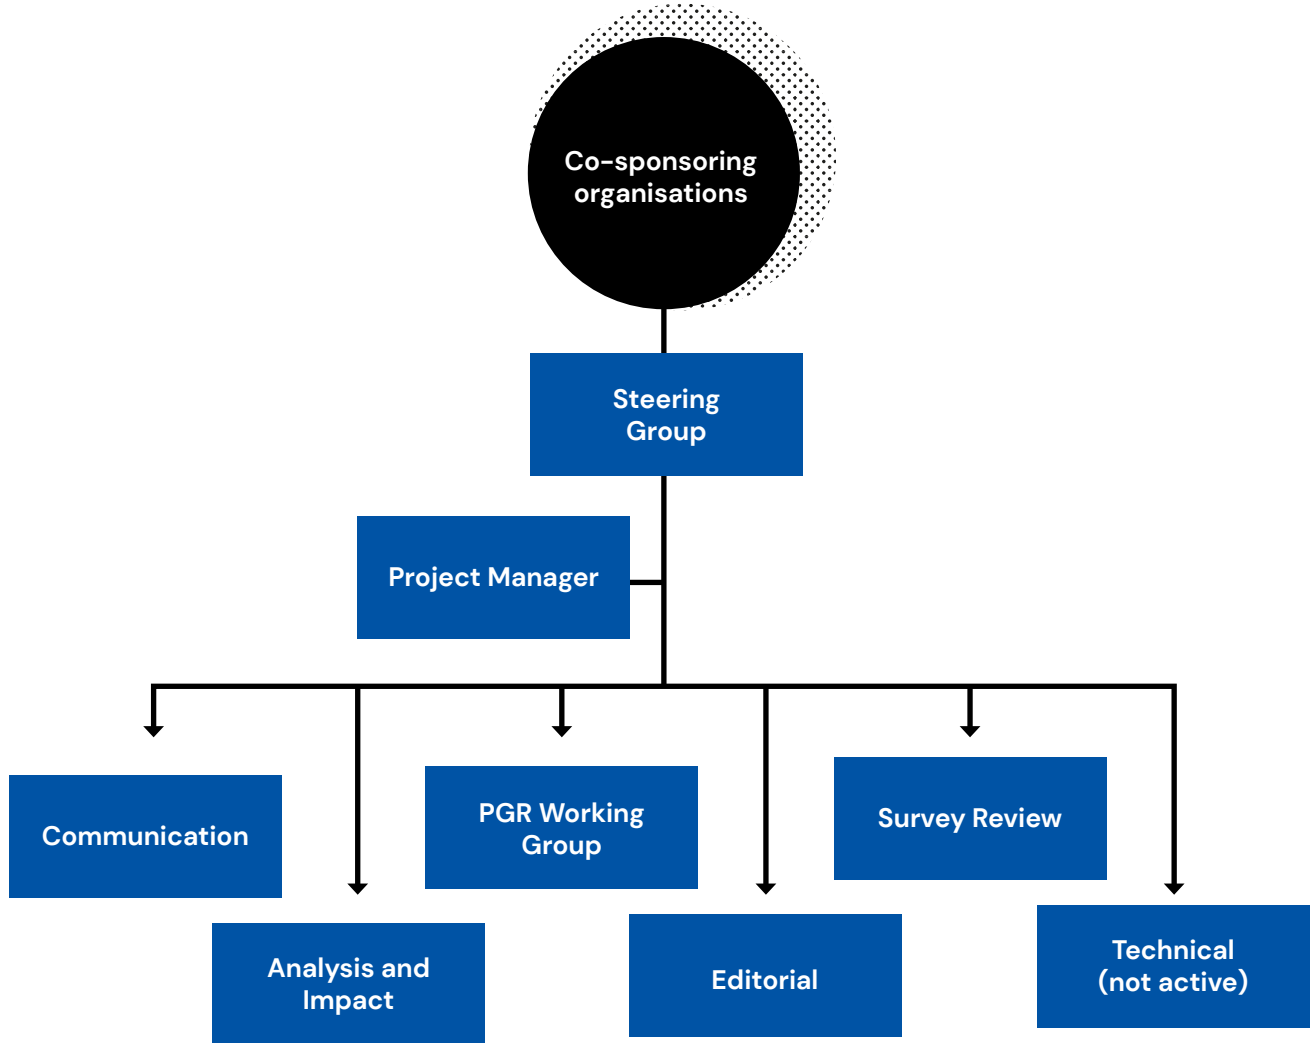 Co-sponsoring
organisations
Steering
Group
Project Manager
Communication
PGR Working
Group
Survey Review
Analysis and
Impact
Editorial
Technical
(not active)